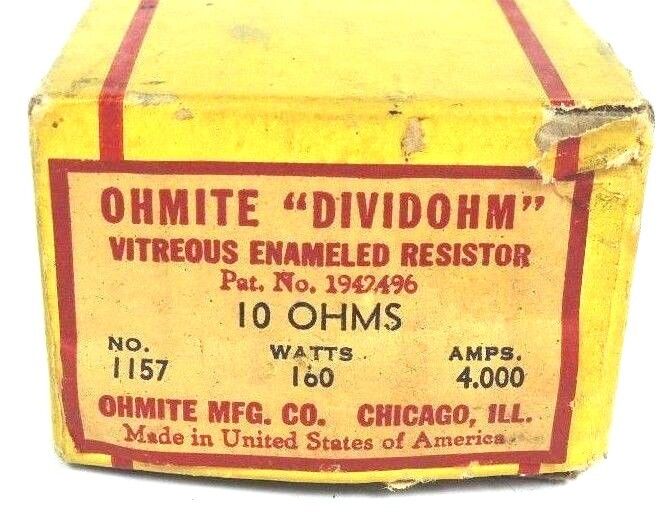 OHMITE "DIVIDOHM"
VITREOUS ENAMELED RESISTOR
Pat. No. 1942496
10 OHMS
NO. WATTS AMPS.
1157 160 4.000
OHMITE MFG. CO. CHICAGO, ILL.
Made in United States of America